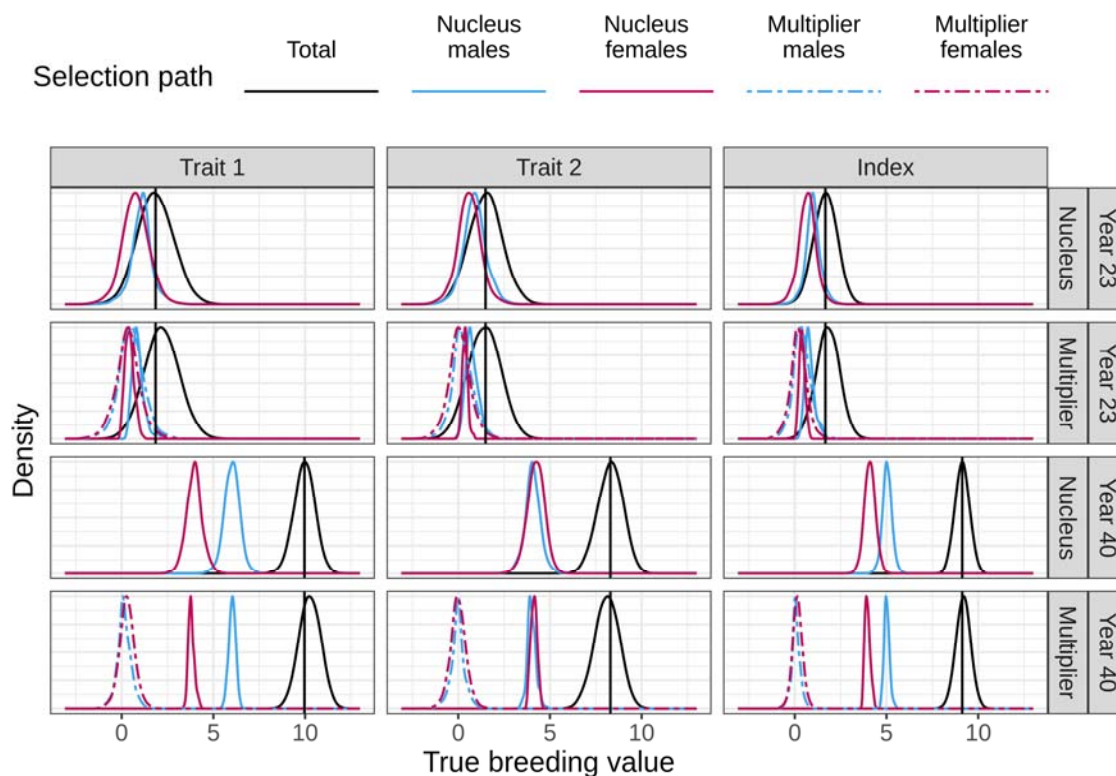 Selection path
Total
Nucleus
males
Nucleus
females
Multiplier
males
Multiplier
females
Trait 1
Trait 2
Index
Nucleus
Year 23
Multiplier
Year 23
Nucleus
Year 40
Multiplier
Year 40
Density
0 5 10
0 5 10
0 5 10
True breeding value